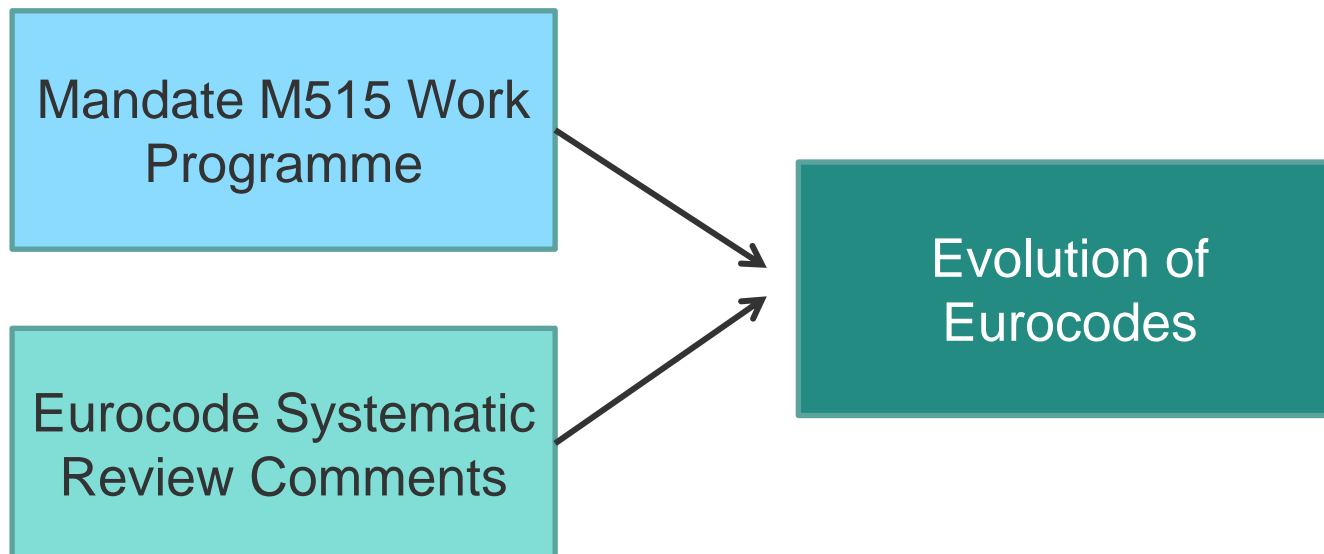 Mandate M515 Work
Programme
Eurocode Systematic
Review Comments
Evolution of
Eurocodes